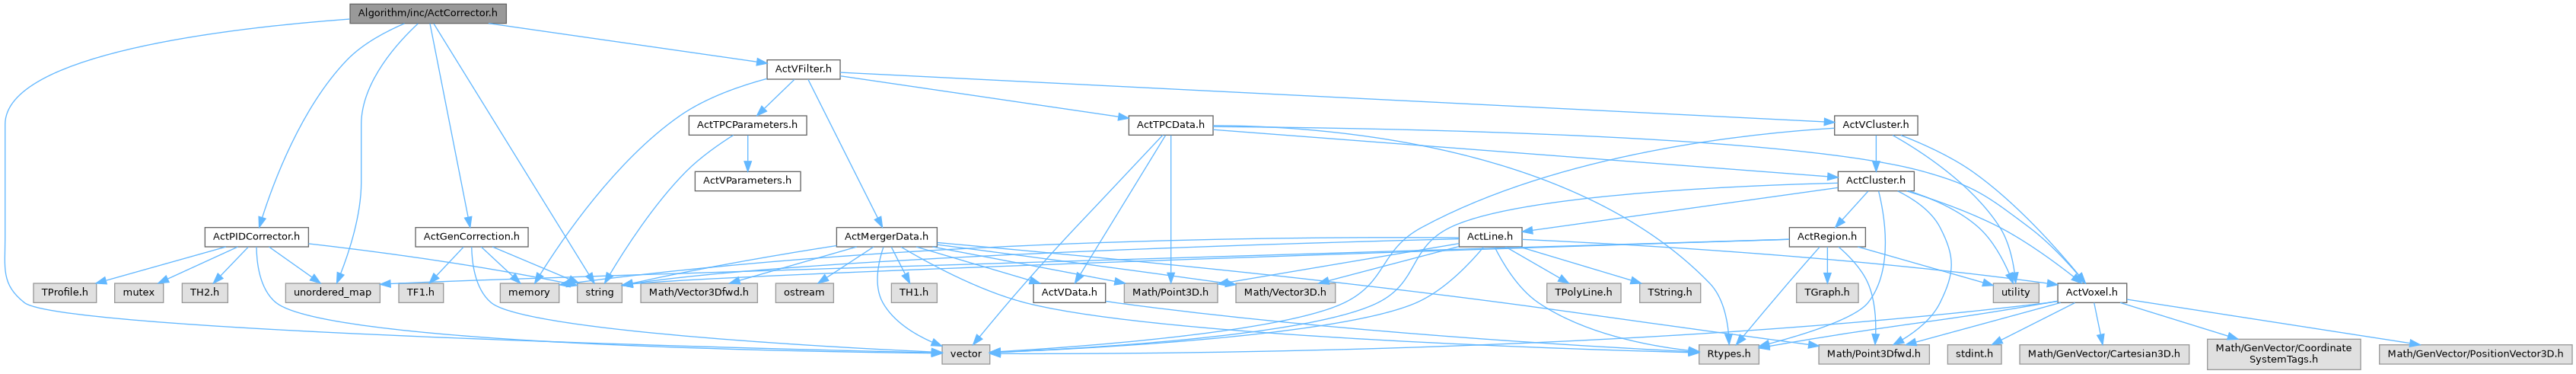 Algorithm/inc/ActCorrector.h
ActVFilter.h
ActTPCParameters.h
ActTPCData.h
ActVCluster.h
ActVParameters.h
ActCluster.h
ActPIDCorrector.h
ActGenCorrection.h
ActMergerData.h
ActLine.h
ActRegion.h
TProfile.h
mutex
TH2.h
unordered_map
TF1.h
memory
string
Math/Vector3Dfwd.h
ostream
TH1.h
ActVData.h
Math/Point3D.h
Math/Vector3D.h
TPolyLine.h
TString.h
TGraph.h
utility
ActVoxel.h
vector
Rtypes.h
Math/Point3Dfwd.h
stdint.h
Math/GenVector/Cartesian3D.h
Math/GenVector/Coordinate
SystemTags.h
Math/GenVector/PositionVector3D.h